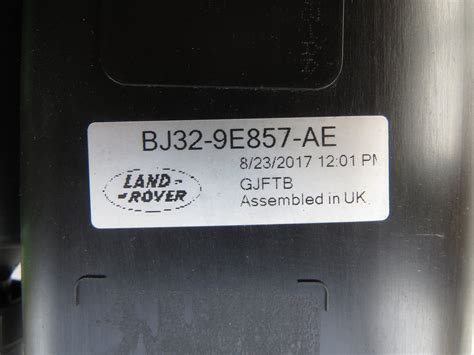 BJ32-9E857-AE
8/23/2017 12:01 PM
LAND-
-ROVER
GJFTB
Assembled in UK